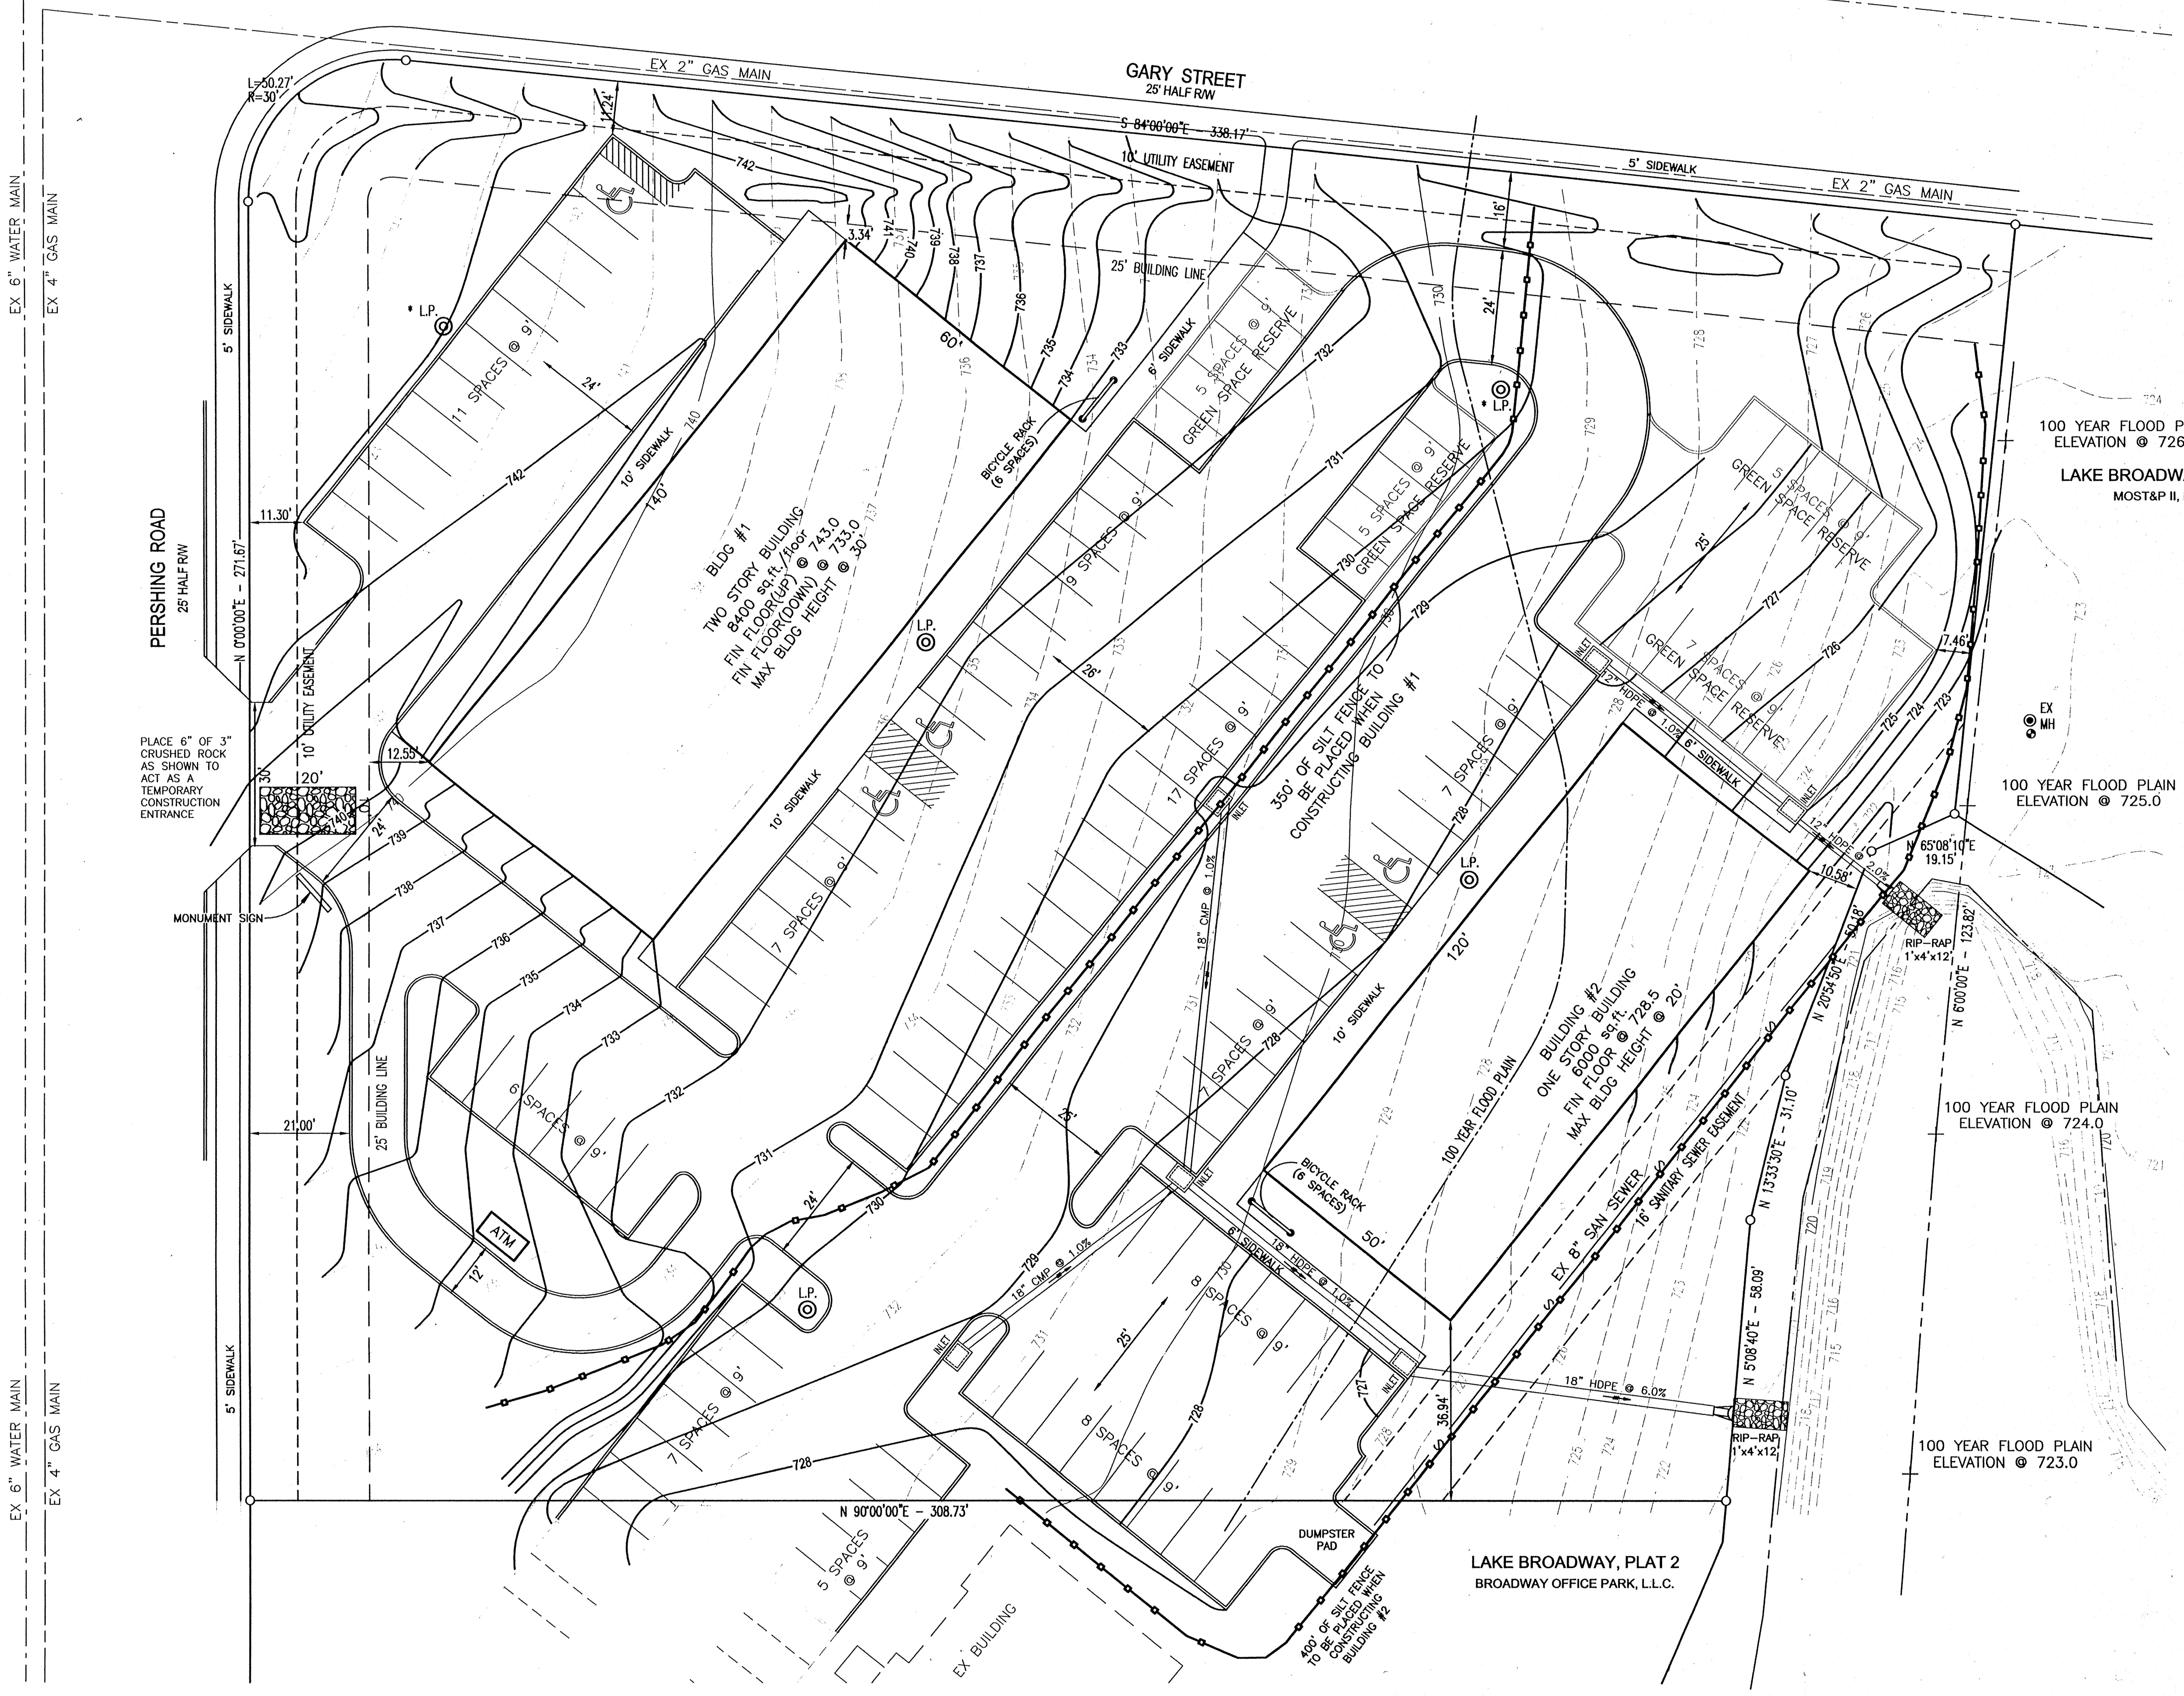 GARY STREET
25' HALF R/W
EX 2" GAS MAIN
S 84°00'00"E - 338.17'
5' SIDEWALK
EX 2" GAS MAIN
10' UTILITY EASEMENT
25' BUILDING LINE
L=50.27'
R=30'
11.24'
3.34'
16'
24'
EX 6" WATER MAIN
EX 4" GAS MAIN
5' SIDEWALK
PERSHING ROAD
25' HALF R/W
N 0°00'00"E - 271.67'
10' UTILITY EASEMENT
11.30'
* L.P.
11 SPACES @ 9'
24'
10' SIDEWALK
140'
60'
742
742
741
740
739
738
737
736
735
734
733
732
731
730
729
740
BLDG #1
TWO STORY BUILDING
8400 sq.ft./floor
FIN FLOOR(UP) @ 743.0
FIN FLOOR(DOWN) @ 733.0
MAX BLDG HEIGHT @ 30'
BICYCLE RACK
(6 SPACES)
6' SIDEWALK
5 SPACES @ 9'
GREEN SPACE RESERVE
9 SPACES @ 9'
L.P.
26'
5 SPACES @ 9'
GREEN SPACE RESERVE
* L.P.
17 SPACES @ 9'
350' OF SILT FENCE TO
BE PLACED WHEN
CONSTRUCTING BUILDING #1
INLET
18" CMP @ 1.0%
7 SPACES @ 9'
10' SIDEWALK
7 SPACES @ 9'
7 SPACES @ 9'
728
728
L.P.
5 SPACES @ 9'
GREEN SPACE RESERVE
25'
7 SPACES @ 9'
GREEN SPACE RESERVE
INLET
12" HDPE @ 1.0%
6' SIDEWALK
INLET
12" HDPE @ 2.0%
727
726
725
724
723
7.46'
10.58'
N 65°08'10"E
19.15'
RIP-RAP
1'x4'x12'
EX
MH
100 YEAR FLOOD P
ELEVATION @ 726
LAKE BROADWA
MOST&P II,
100 YEAR FLOOD PLAIN
ELEVATION @ 725.0
100 YEAR FLOOD PLAIN
ELEVATION @ 724.0
100 YEAR FLOOD PLAIN
ELEVATION @ 723.0
N 6°00'00"E - 123.82'
N 20°54'50"E - 50.18'
N 13°33'30"E - 31.10'
N 5°08'40"E - 58.09'
PLACE 6" OF 3"
CRUSHED ROCK
AS SHOWN TO
ACT AS A
TEMPORARY
CONSTRUCTION
ENTRANCE
30'
20'
12.55'
24'
740
739
738
737
736
735
734
733
732
731
730
729
728
728
727
MONUMENT SIGN
25' BUILDING LINE
21.00'
6 SPACES @ 9'
ATM
12'
24'
L.P.
7 SPACES @ 9'
25'
18" CMP @ 1.0%
INLET
INLET
10' SIDEWALK
120'
BUILDING #2
ONE STORY BUILDING
6000 sq.ft.
FIN FLOOR @ 728.5
MAX BLDG HEIGHT @ 20'
100 YEAR FLOOD PLAIN
BICYCLE RACK
(6 SPACES)
50'
6' SIDEWALK
18" HDPE @ 1.0%
8 SPACES @ 9'
25'
8 SPACES @ 9'
INLET
36.94'
EX 8" SAN SEWER
16' SANITARY SEWER EASEMENT
18" HDPE @ 6.0%
RIP-RAP
1'x4'x12'
5' SIDEWALK
EX 6" WATER MAIN
EX 4" GAS MAIN
N 90°00'00"E - 308.73'
5 SPACES
@ 9'
EX BUILDING
DUMPSTER
PAD
400' OF SILT FENCE
TO BE PLACED WHEN
CONSTRUCTING
BUILDING #2
LAKE BROADWAY, PLAT 2
BROADWAY OFFICE PARK, L.L.C.